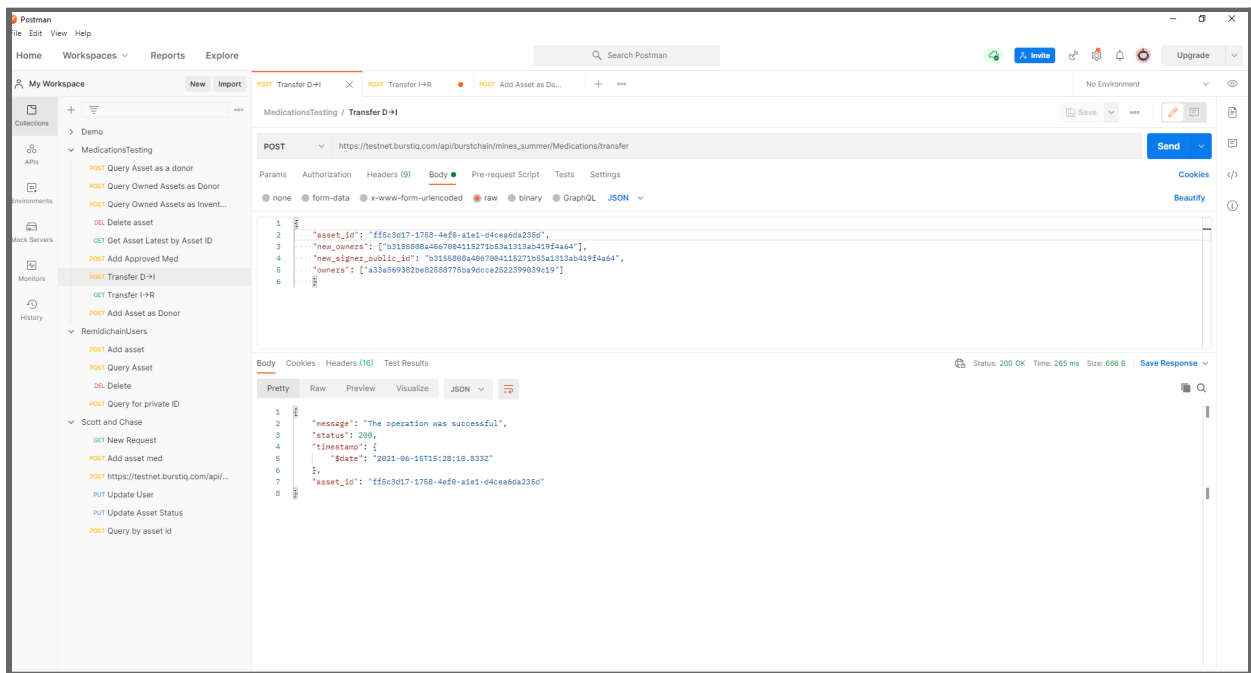 Postman
File Edit View Help
Home Workspaces Reports Explore
Search Postman
Invite
Upgrade
My Workspace
New Import
POST Transfer D→I
POST Transfer I→R
POST Add Asset as Do...
No Environment
Collections
APIs
Environments
Mock Servers
Monitors
History
Demo
MedicationsTesting
POST Query Asset as a donor
POST Query Owned Assets as Donor
POST Query Owned Assets as Invent...
DEL Delete asset
GET Get Asset Latest by Asset ID
POST Add Approved Med
POST Transfer D→I
GET Transfer I→R
POST Add Asset as Donor
RemidichainUsers
POST Add asset
POST Query Asset
DEL Delete
POST Query for private ID
Scott and Chase
GET New Request
POST Add asset med
POST https://testnet.burstiq.com/api/...
PUT Update User
PUT Update Asset Status
POST Query by asset id
MedicationsTesting / Transfer D→I
Save
POST https://testnet.burstiq.com/api/burstchain/mines_summer/Medications/transfer
Send
Params Authorization Headers (9) Body Pre-request Script Tests Settings
Cookies
none form-data x-www-form-urlencoded raw binary GraphQL JSON
Beautify
1 {
2 "asset_id": "ff5c3d17-1758-4ef0-a1e1-d4cea6da235d",
3 "new_owners": ["b3155808a4067004115271b53a1313ab419f4a64"],
4 "new_signer_public_id": "b3155808a4067004115271b53a1313ab419f4a64",
5 "owners": ["a33a569382be82588775ba9dcce2522399039c19"]
6 }
Body Cookies Headers (16) Test Results
Status: 200 OK Time: 265 ms Size: 668 B Save Response
Pretty Raw Preview Visualize JSON
1 {
2 "message": "The operation was successful",
3 "status": 200,
4 "timestamp": {
5 "$date": "2021-06-15T15:28:10.833Z"
6 },
7 "asset_id": "ff5c3d17-1758-4ef0-a1e1-d4cea6da235d"
8 }